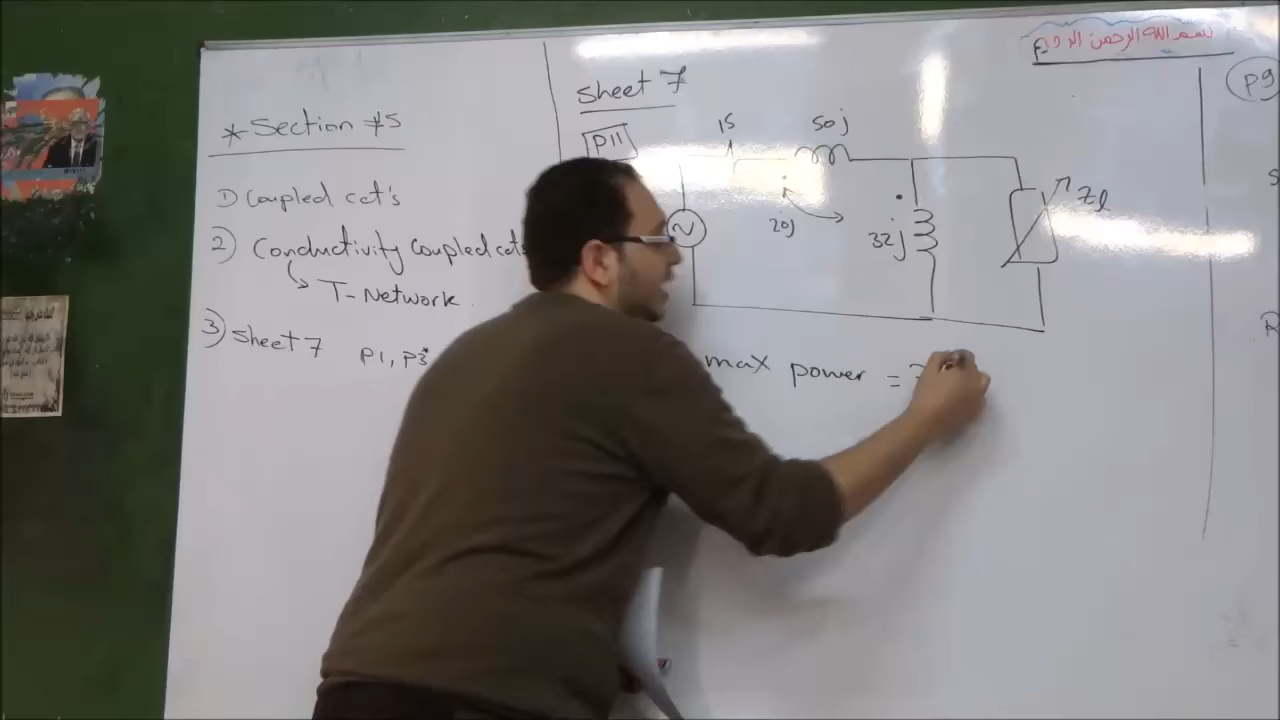 * Section #5
1) Coupled cct's
2) Conductivity Coupled ccts
T-Network
3) Sheet 7 P1, P3*
Sheet 7
P11
15
50j
20j
32j
Zl
max power = ?
بسم الله الرحمن الرحيم
P9